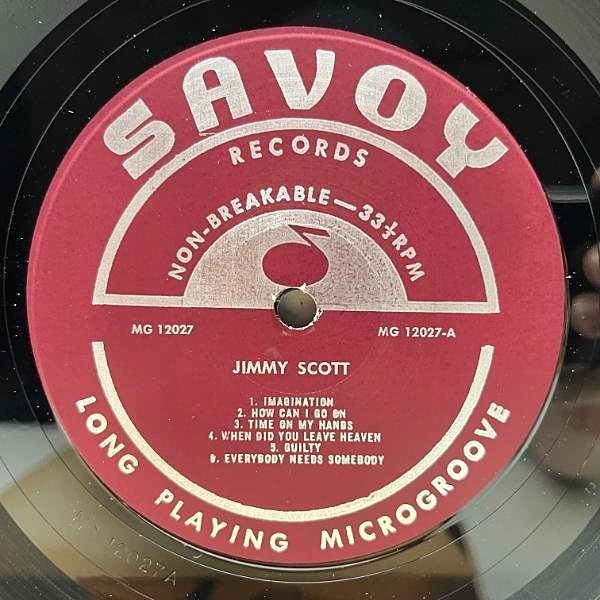 SAVOY
RECORDS
NON-BREAKABLE—33⅓RPM
MG 12027
MG 12027-A
JIMMY SCOTT
1. IMAGINATION
2. HOW CAN I GO ON
3. TIME ON MY HANDS
4. WHEN DID YOU LEAVE HEAVEN
5. GUILTY
6. EVERYBODY NEEDS SOMEBODY
LONG PLAYING MICROGROOVE
12027A